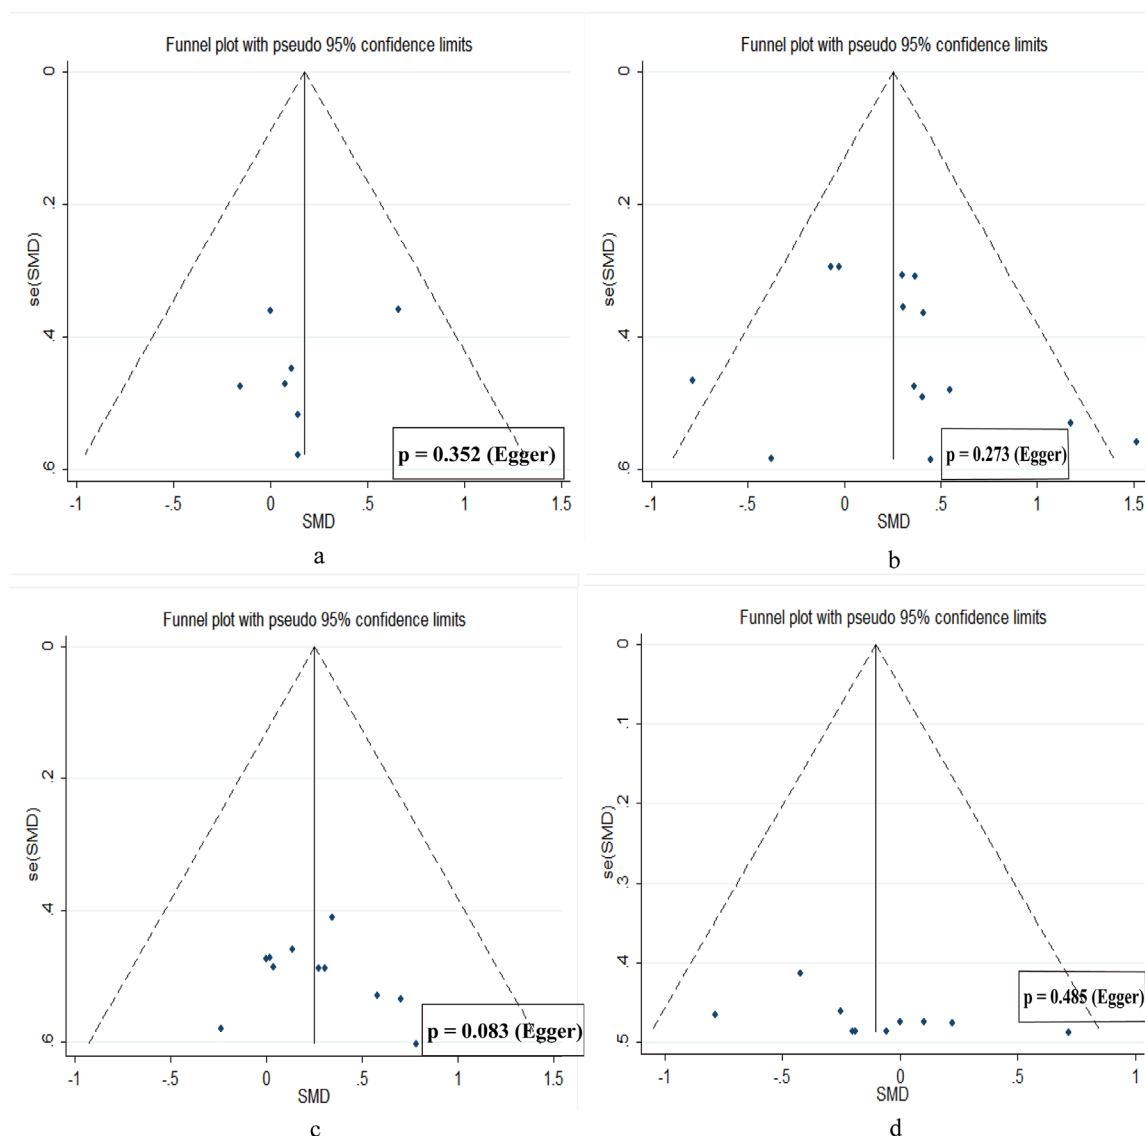 Funnel plot with pseudo 95% confidence limits
0
.2
.4
.6
se(SMD)
-1
-.5
0
.5
1
1.5
SMD
p = 0.352 (Egger)
a
Funnel plot with pseudo 95% confidence limits
0
.2
.4
.6
se(SMD)
-1
-.5
0
.5
1
1.5
SMD
p = 0.273 (Egger)
b
Funnel plot with pseudo 95% confidence limits
0
.2
.4
.6
se(SMD)
-1
-.5
0
.5
1
1.5
SMD
p = 0.083 (Egger)
c
Funnel plot with pseudo 95% confidence limits
0
.1
.2
.3
.4
.5
se(SMD)
-1
-.5
0
.5
1
SMD
p = 0.485 (Egger)
d